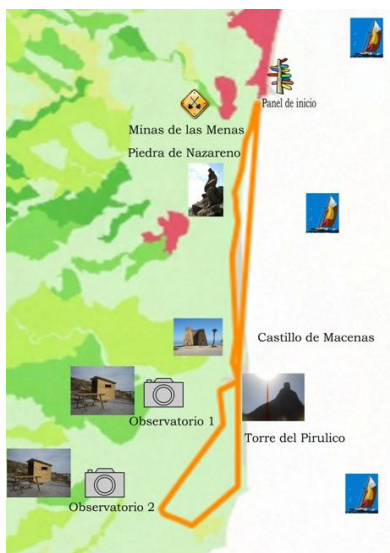 Panel de inicio
Minas de las Menas
Piedra de Nazareno
Castillo de Macenas
Observatorio 1
Torre del Pirulico
Observatorio 2